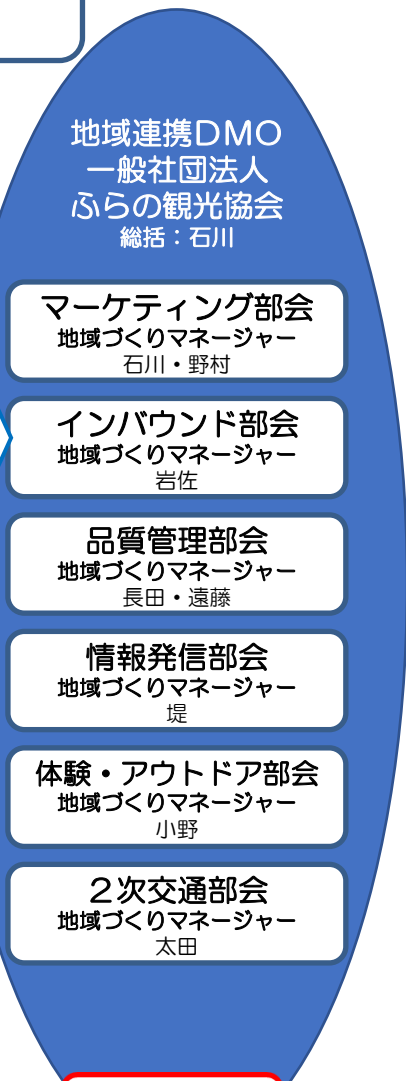 地域連携ＤＭＯ
一般社団法人
ふらの観光協会
総括：石川
マーケティング部会
地域づくりマネージャー
石川・野村
インバウンド部会
地域づくりマネージャー
岩佐
品質管理部会
地域づくりマネージャー
長田・遠藤
情報発信部会
地域づくりマネージャー
堤
体験・アウトドア部会
地域づくりマネージャー
小野
２次交通部会
地域づくりマネージャー
太田